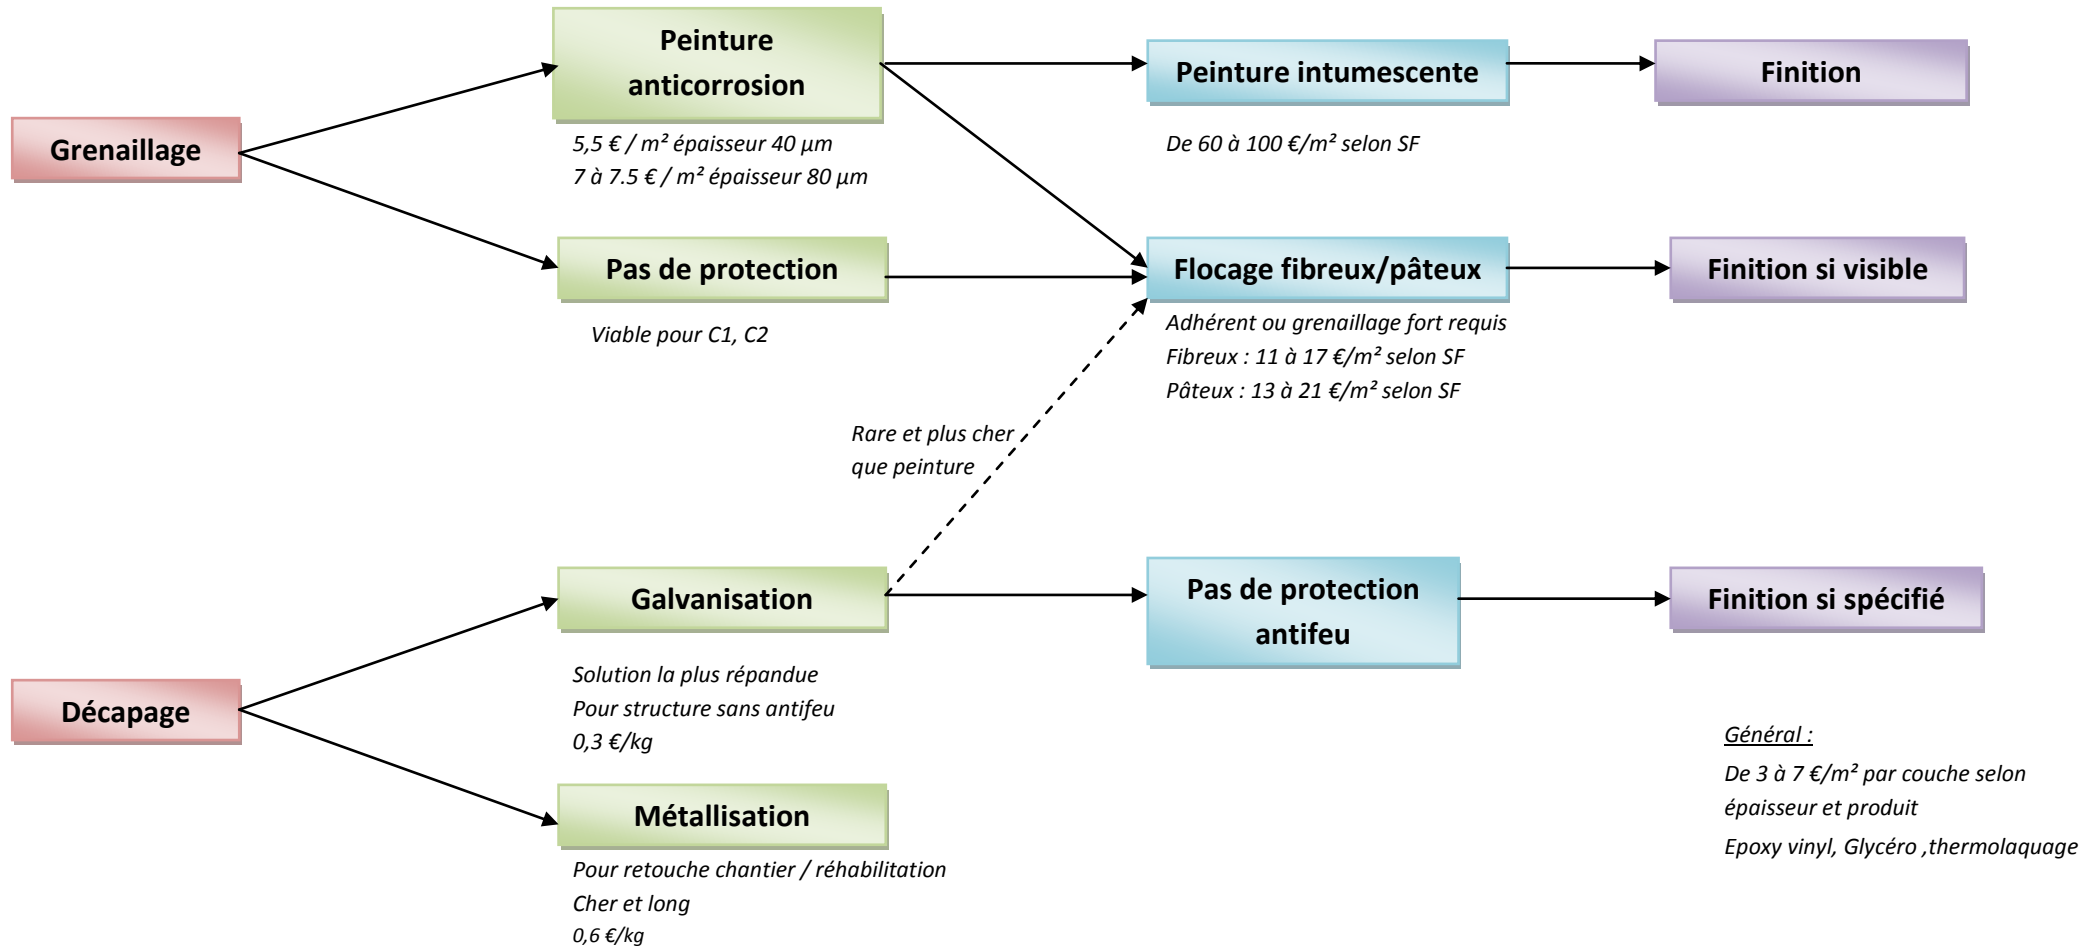 Grenaillage
Peinture
anticorrosion
5,5 € / m² épaisseur 40 µm
7 à 7.5 € / m² épaisseur 80 µm
Peinture intumescente
De 60 à 100 €/m² selon SF
Finition
Pas de protection
Viable pour C1, C2
Flocage fibreux/pâteux
Adhérent ou grenaillage fort requis
Fibreux : 11 à 17 €/m² selon SF
Pâteux : 13 à 21 €/m² selon SF
Finition si visible
Rare et plus cher
que peinture
Décapage
Galvanisation
Solution la plus répandue
Pour structure sans antifeu
0,3 €/kg
Pas de protection
antifeu
Finition si spécifié
Métallisation
Pour retouche chantier / réhabilitation
Cher et long
0,6 €/kg
Général :
De 3 à 7 €/m² par couche selon
épaisseur et produit
Epoxy vinyl, Glycéro ,thermolaquage